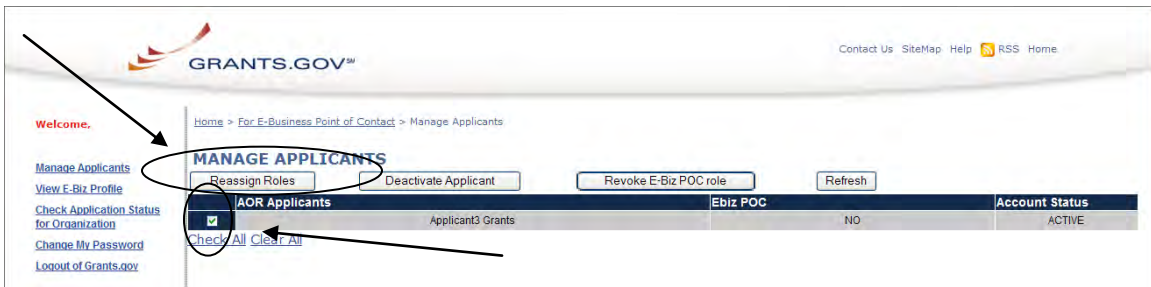 GRANTS.GOV℠
Contact Us SiteMap Help RSS Home
Welcome,
Home > For E-Business Point of Contact > Manage Applicants
MANAGE APPLICANTS
Manage Applicants
View E-Biz Profile
Check Application Status
for Organization
Change My Password
Logout of Grants.gov
Reassign Roles Deactivate Applicant Revoke E-Biz POC role Refresh
AOR Applicants Ebiz POC Account Status
Applicant3 Grants NO ACTIVE
Check All Clear All